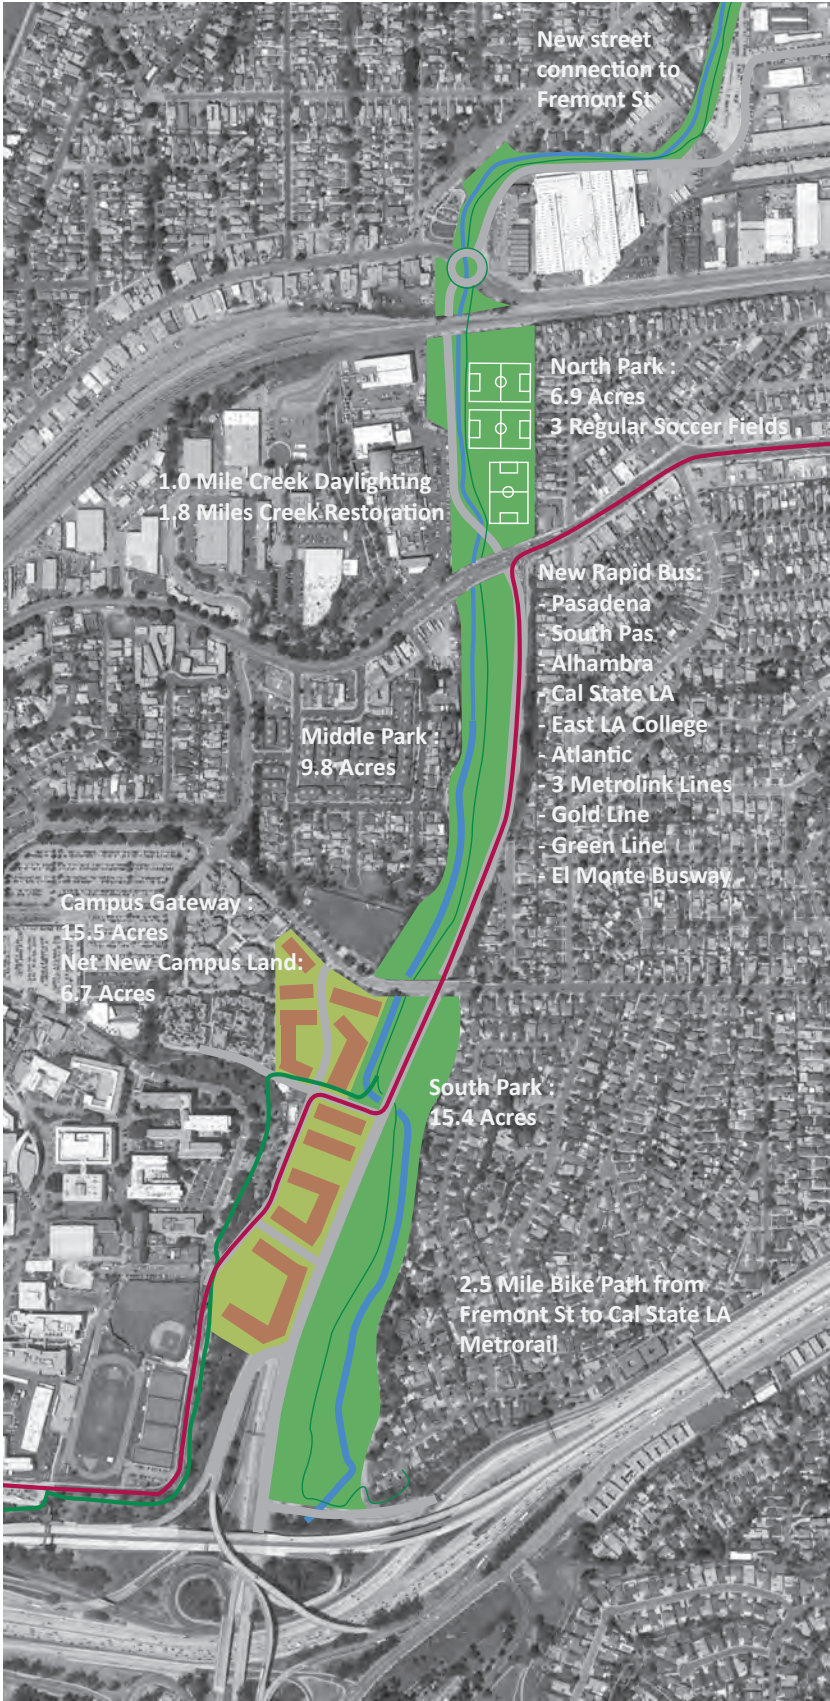 New street
connection to
Fremont St
North Park :
6.9 Acres
3 Regular Soccer Fields
1.0 Mile Creek Daylighting
1.8 Miles Creek Restoration
New Rapid Bus:
- Pasadena
- South Pas
- Alhambra
- Cal State LA
- East LA College
- Atlantic
- 3 Metrolink Lines
- Gold Line
- Green Line
- El Monte Busway
Middle Park :
9.8 Acres
Campus Gateway :
15.5 Acres
Net New Campus Land:
6.7 Acres
South Park :
15.4 Acres
2.5 Mile Bike Path from
Fremont St to Cal State LA
Metrorail